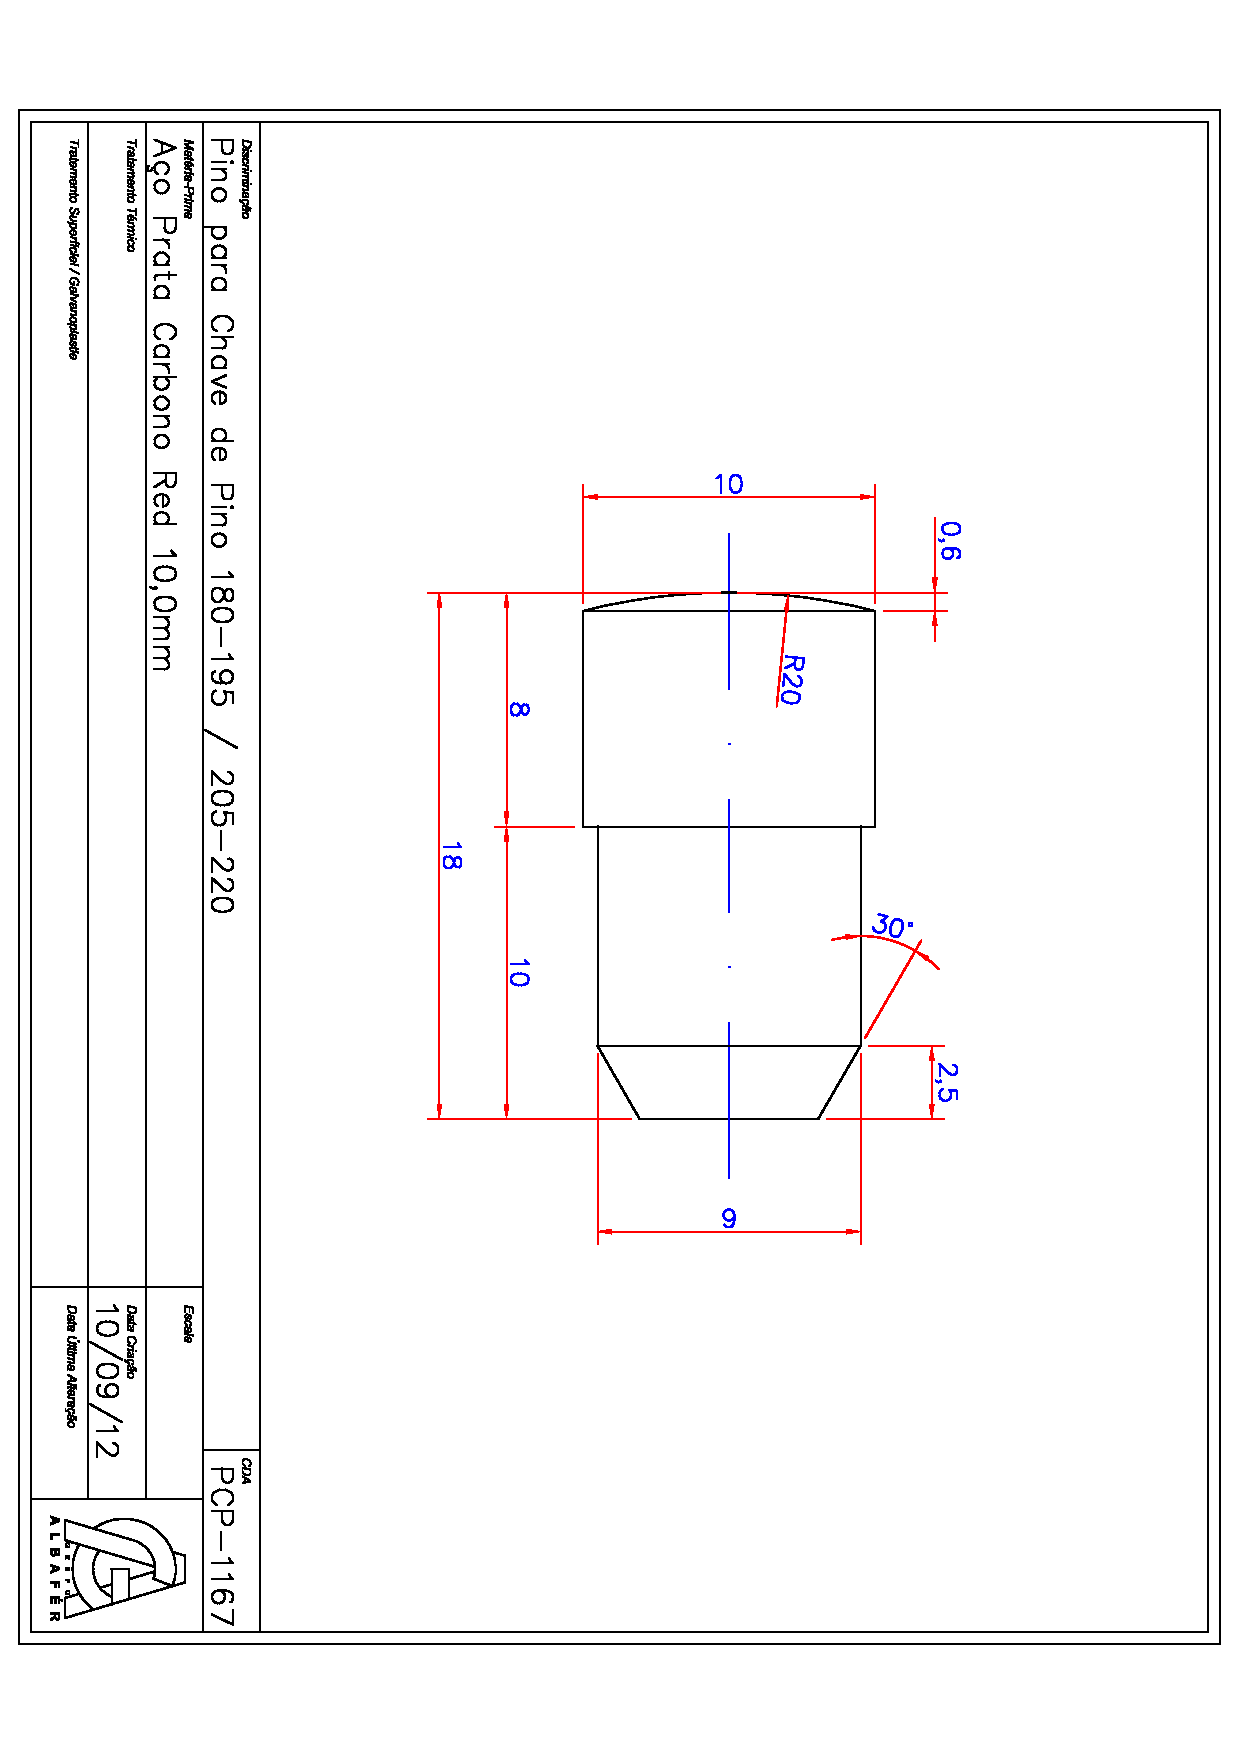 10
0,6
R20
8
18
10
30°
2,5
9
Discriminação
Pino para Chave de Pino 180-195 / 205-220
CDA
PCP-1167
Matéria-Prima
Aço Prata Carbono Red 10,0mm
Escala
Tratamento Térmico
Data Criação
10/09/12
Tratamento Superficial / Galvanoplastia
Data Última Alteração
GRUPO
ALBAFÉR